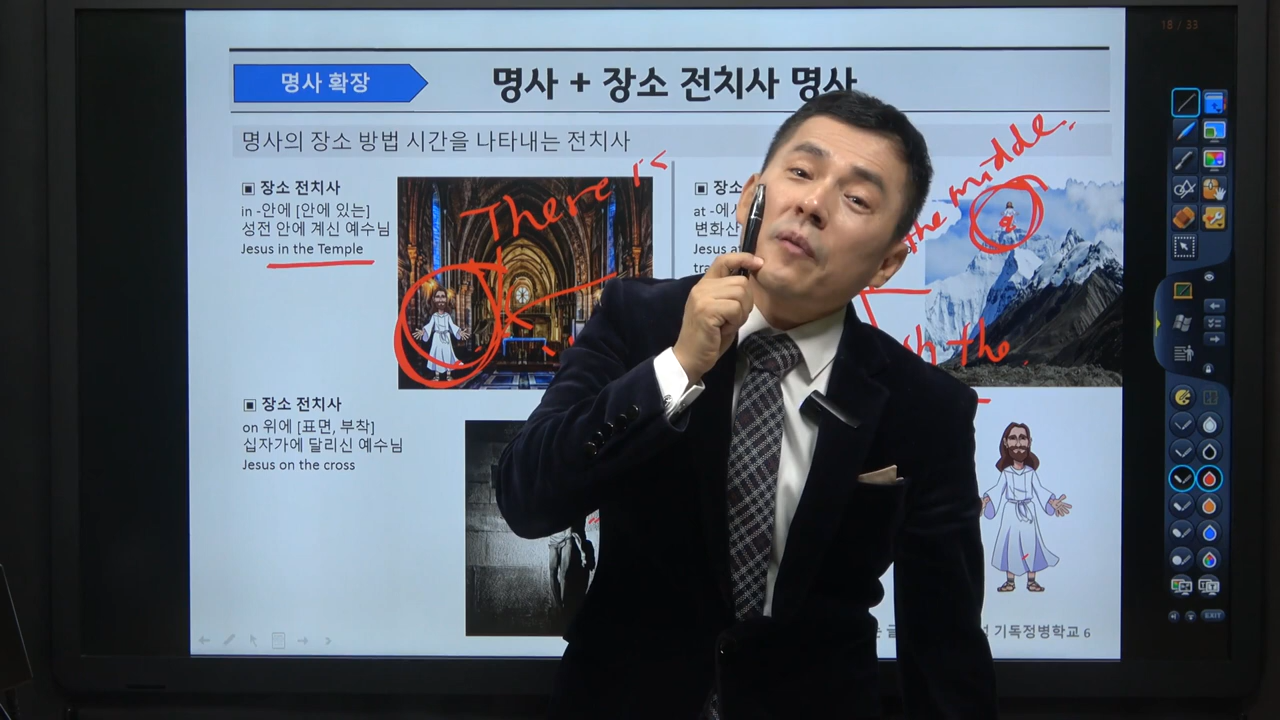 18 / 33
명사 확장
명사 + 장소 전치사 명사
명사의 장소 방법 시간을 나타내는 전치사
▣ 장소 전치사
in -안에 [안에 있는]
성전 안에 계신 예수님
Jesus in the Temple
There is
▣ 장소
at -에서
변화산
Jesus at
the middle.
the
▣ 장소 전치사
on 위에 [표면, 부착]
십자가에 달리신 예수님
Jesus on the cross
기독정병학교 6
EXIT